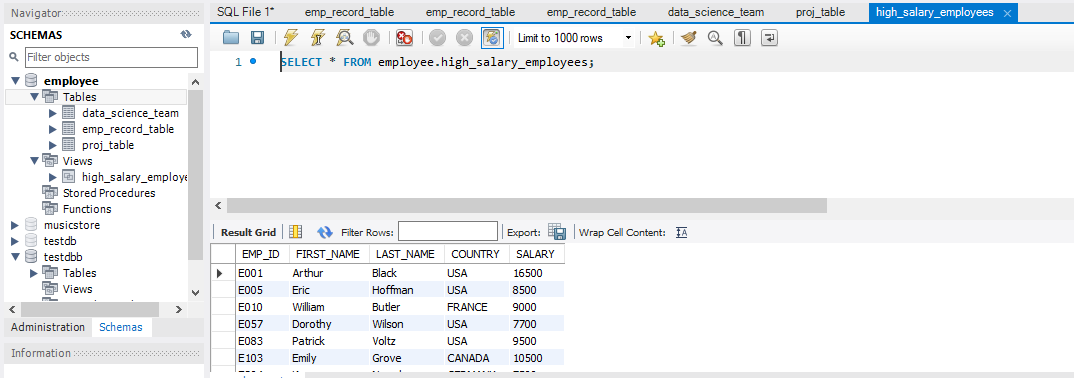 Navigator
SCHEMAS
Filter objects
employee
Tables
data_science_team
emp_record_table
proj_table
Views
high_salary_employe
Stored Procedures
Functions
musicstore
testdb
testdbb
Tables
Views
Administration Schemas
Information
SQL File 1* emp_record_table emp_record_table emp_record_table data_science_team proj_table high_salary_employees
Limit to 1000 rows
1 SELECT * FROM employee.high_salary_employees;
Result Grid Filter Rows: Export: Wrap Cell Content:
EMP_ID FIRST_NAME LAST_NAME COUNTRY SALARY
E001 Arthur Black USA 16500
E005 Eric Hoffman USA 8500
E010 William Butler FRANCE 9000
E057 Dorothy Wilson USA 7700
E083 Patrick Voltz USA 9500
E103 Emily Grove CANADA 10500